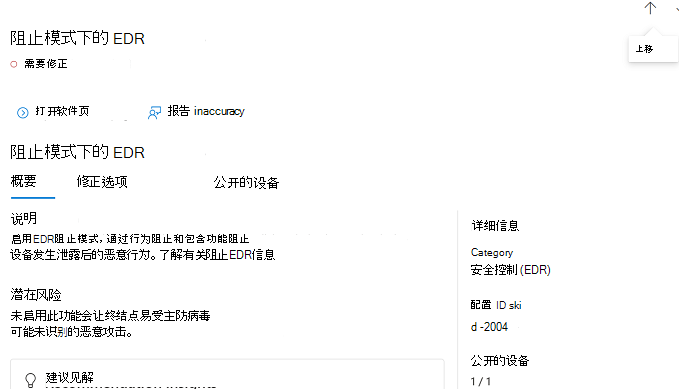 上移
阻止模式下的 EDR
需要修正
打开软件页
报告 inaccuracy
阻止模式下的 EDR
概要 修正选项 公开的设备
说明
启用EDR阻止模式，通过行为阻止和包含功能阻止
设备发生泄露后的恶意行为。了解有关阻止EDR信息
潜在风险
未启用此功能会让终结点易受主防病毒
可能未识别的恶意攻击。
建议见解
详细信息
Category
安全控制 (EDR)
配置 ID ski
d -2004
公开的设备
1 / 1